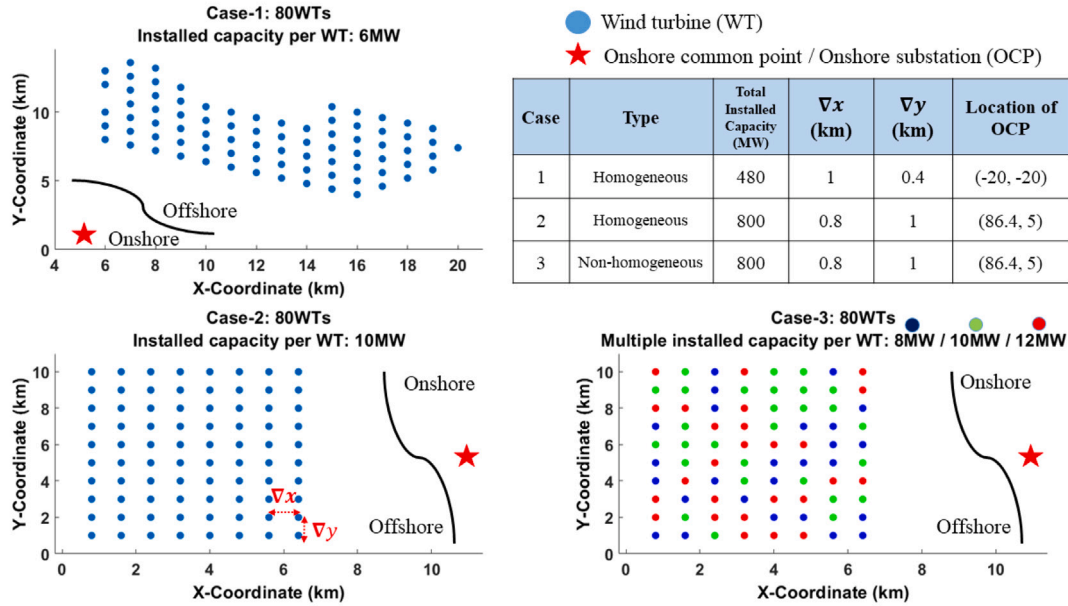 Case-1: 80WTs
Installed capacity per WT: 6MW
Y-Coordinate (km)
10
5
0
Offshore
Onshore
4 6 8 10 12 14 16 18 20
X-Coordinate (km)
Wind turbine (WT)
Onshore common point / Onshore substation (OCP)
Case Type Total Installed Capacity (MW) ∇x (km) ∇y (km) Location of OCP
1 Homogeneous 480 1 0.4 (-20, -20)
2 Homogeneous 800 0.8 1 (86.4, 5)
3 Non-homogeneous 800 0.8 1 (86.4, 5)
Case-2: 80WTs
Installed capacity per WT: 10MW
Y-Coordinate (km)
10
8
6
4
2
0
Onshore
∇x
∇y
Offshore
0 2 4 6 8 10
X-Coordinate (km)
Case-3: 80WTs
Multiple installed capacity per WT: 8MW / 10MW / 12MW
Y-Coordinate (km)
10
8
6
4
2
0
Onshore
Offshore
0 2 4 6 8 10
X-Coordinate (km)